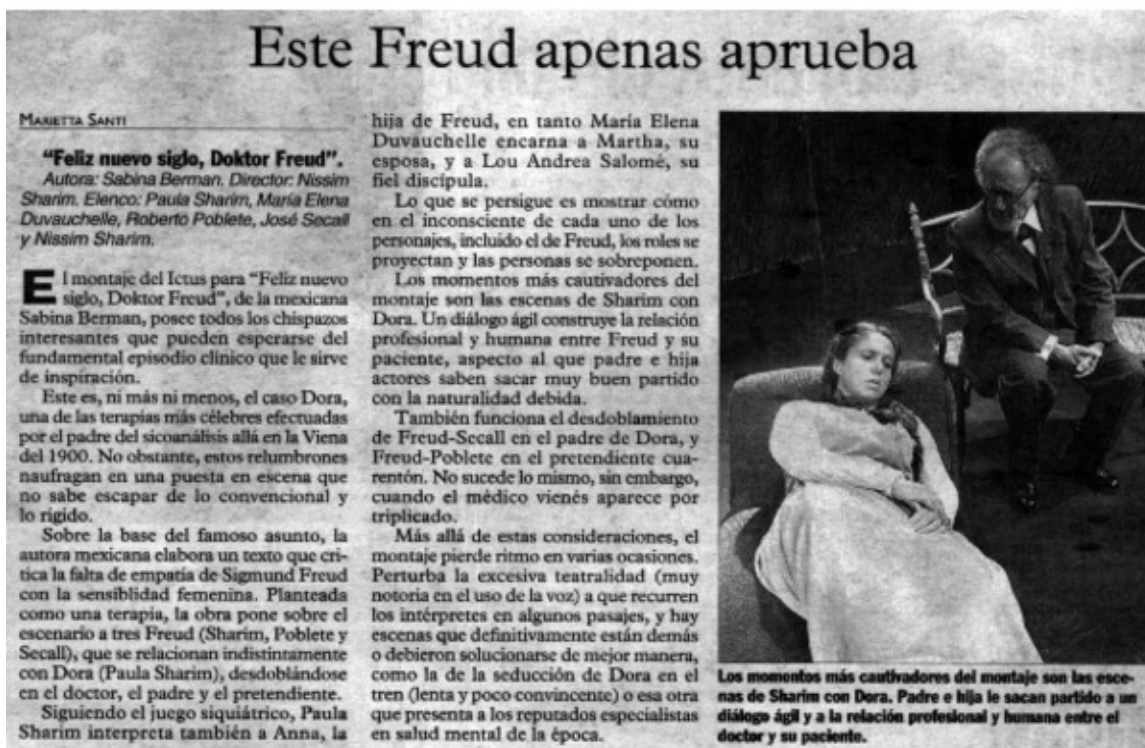 Este Freud apenas aprueba
MARIETTA SANTI
“Feliz nuevo siglo, Doktor Freud”.
Autora: Sabina Berman. Director: Nissim
Sharim. Elenco: Paula Sharim, María Elena
Duvauchelle, Roberto Poblete, José Secall
y Nissim Sharim.
El montaje del Ictus para “Feliz nuevo
siglo, Doktor Freud”, de la mexicana
Sabina Berman, posee todos los chispazos
interesantes que pueden esperarse del
fundamental episodio clínico que le sirve
de inspiración.
Este es, ni más ni menos, el caso Dora,
una de las terapias más célebres efectuadas
por el padre del sicoanálisis allá en la Viena
del 1900. No obstante, estos relumbrones
naufragan en una puesta en escena que
no sabe escapar de lo convencional y
lo rígido.
Sobre la base del famoso asunto, la
autora mexicana elabora un texto que cri-
tica la falta de empatía de Sigmund Freud
con la sensiblidad femenina. Planteada
como una terapia, la obra pone sobre el
escenario a tres Freud (Sharim, Poblete y
Secall), que se relacionan indistintamente
con Dora (Paula Sharim), desdoblándose
en el doctor, el padre y el pretendiente.
Siguiendo el juego siquiátrico, Paula
Sharim interpreta también a Anna, la
hija de Freud, en tanto María Elena
Duvauchelle encarna a Martha, su
esposa, y a Lou Andrea Salomé, su
fiel discípula.
Lo que se persigue es mostrar cómo
en el inconsciente de cada uno de los
personajes, incluido el de Freud, los roles se
proyectan y las personas se sobreponen.
Los momentos más cautivadores del
montaje son las escenas de Sharim con
Dora. Un diálogo ágil construye la relación
profesional y humana entre Freud y su
paciente, aspecto al que padre e hija
actores saben sacar muy buen partido
con la naturalidad debida.
También funciona el desdoblamiento
de Freud-Secall en el padre de Dora, y
Freud-Poblete en el pretendiente cua-
rentón. No sucede lo mismo, sin embargo,
cuando el médico vienés aparece por
triplicado.
Más allá de estas consideraciones, el
montaje pierde ritmo en varias ocasiones.
Perturba la excesiva teatralidad (muy
notoria en el uso de la voz) a que recurren
los intérpretes en algunos pasajes, y hay
escenas que definitivamente están demás
o debieron solucionarse de mejor manera,
como la de la seducción de Dora en el
tren (lenta y poco convincente) o esa otra
que presenta a los reputados especialistas
en salud mental de la época.
Los momentos más cautivadores del montaje son las esce-
nas de Sharim con Dora. Padre e hija le sacan partido a un
diálogo ágil y a la relación profesional y humana entre el
doctor y su paciente.